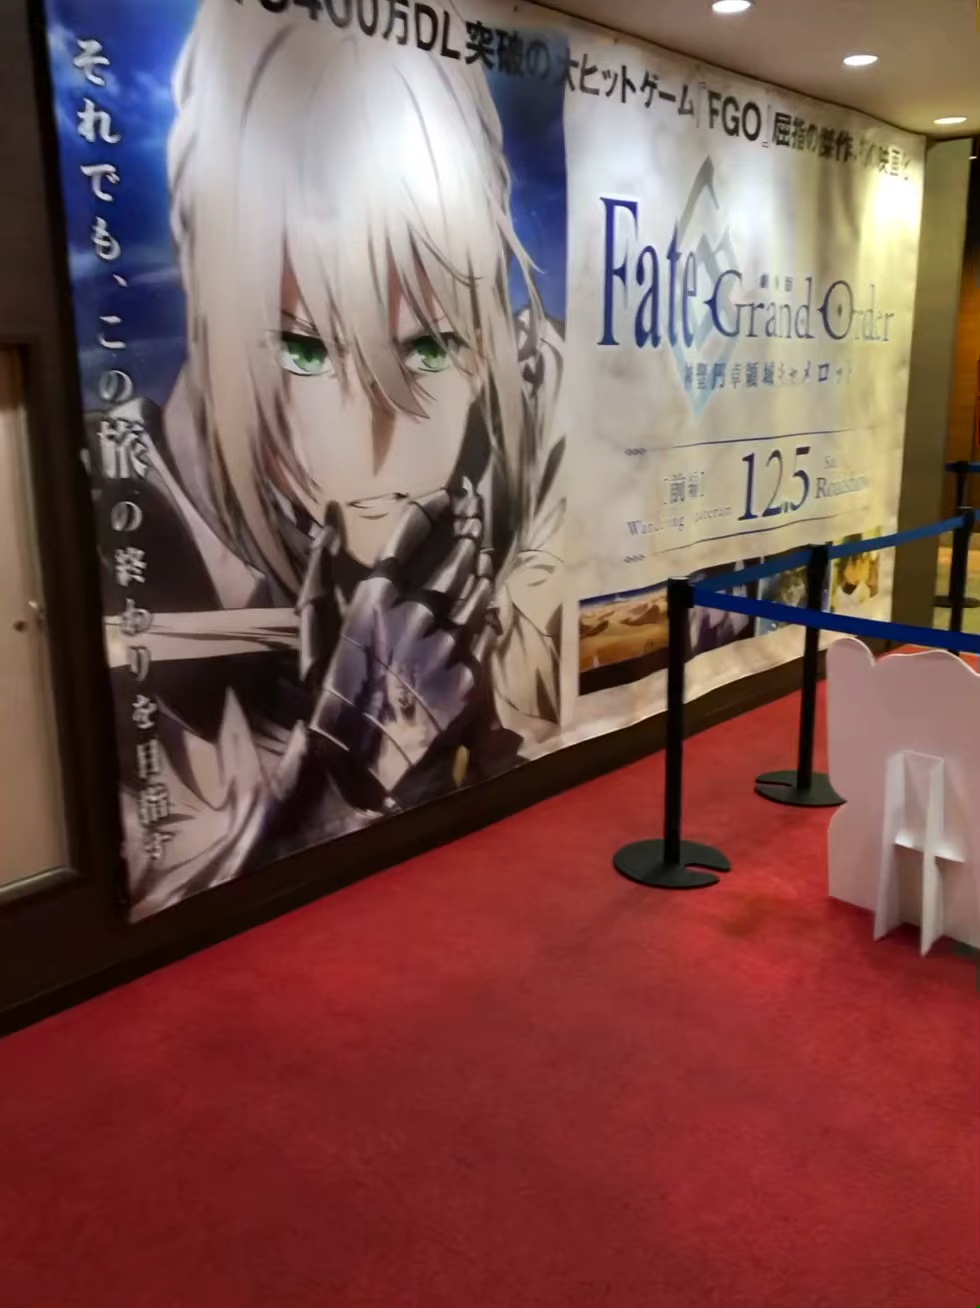 それでも、この旅の終わりを目指す
400万DL突破の大ヒットゲーム『FGO』屈指の傑作、
Fate
劇場版
Grand Order
神聖円卓領域キャメロット
[前編]
12.5
Roadshow